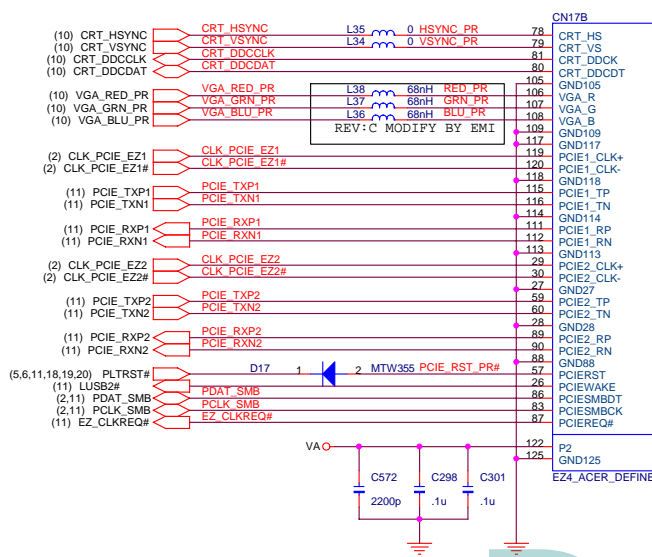 CN17B
(10) CRT_HSYNC CRT_HSYNC L35 0 HSYNC_PR 78 CRT_HS
(10) CRT_VSYNC CRT_VSYNC L34 0 VSYNC_PR 79 CRT_VS
(10) CRT_DDCCLK CRT_DDCCLK 81 CRT_DDCK
(10) CRT_DDCDAT CRT_DDCDAT 80 CRT_DDCDT
105 GND105
(10) VGA_RED_PR VGA_RED_PR L38 68nH RED_PR 106 VGA_R
(10) VGA_GRN_PR VGA_GRN_PR L37 68nH GRN_PR 107 VGA_G
(10) VGA_BLU_PR VGA_BLU_PR L36 68nH BLU_PR 108 VGA_B
REV:C MODIFY BY EMI
109 GND109
117 GND117
(2) CLK_PCIE_EZ1 CLK_PCIE_EZ1 119 PCIE1_CLK+
(2) CLK_PCIE_EZ1# CLK_PCIE_EZ1# 120 PCIE1_CLK-
118 GND118
(11) PCIE_TXP1 PCIE_TXP1 115 PCIE1_TP
(11) PCIE_TXN1 PCIE_TXN1 116 PCIE1_TN
114 GND114
(11) PCIE_RXP1 PCIE_RXP1 111 PCIE1_RP
(11) PCIE_RXN1 PCIE_RXN1 112 PCIE1_RN
113 GND113
(2) CLK_PCIE_EZ2 CLK_PCIE_EZ2 29 PCIE2_CLK+
(2) CLK_PCIE_EZ2# CLK_PCIE_EZ2# 30 PCIE2_CLK-
27 GND27
(11) PCIE_TXP2 PCIE_TXP2 59 PCIE2_TP
(11) PCIE_TXN2 PCIE_TXN2 60 PCIE2_TN
28 GND28
(11) PCIE_RXP2 PCIE_RXP2 89 PCIE2_RP
(11) PCIE_RXN2 PCIE_RXN2 90 PCIE2_RN
88 GND88
(5,6,11,18,19,20) PLTRST# D17 1 2 MTW355 PCIE_RST_PR# 57 PCIERST
(11) LUSB2# 26 PCIEWAKE
(2,11) PDAT_SMB PDAT_SMB 86 PCIESMBDT
(2,11) PCLK_SMB PCLK_SMB 83 PCIESMBCK
(11) EZ_CLKREQ# EZ_CLKREQ# 87 PCIEREQ#
VA 122 P2
125 GND125
C572 C298 C301 EZ4_ACER_DEFINE
2200p .1u .1u